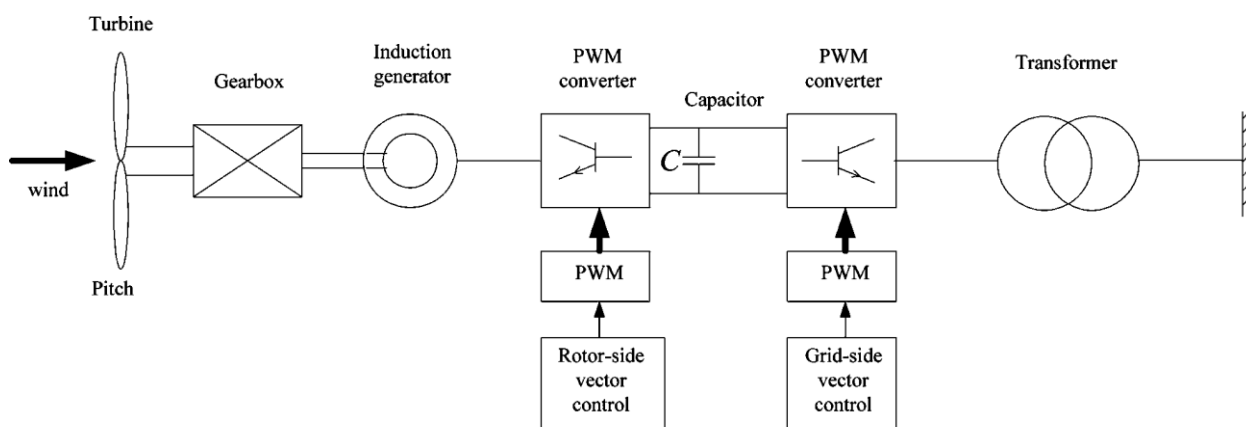 Turbine
Gearbox
Induction
generator
PWM
converter
Capacitor
PWM
converter
Transformer
wind
C
Pitch
PWM
PWM
Rotor-side
vector
control
Grid-side
vector
control